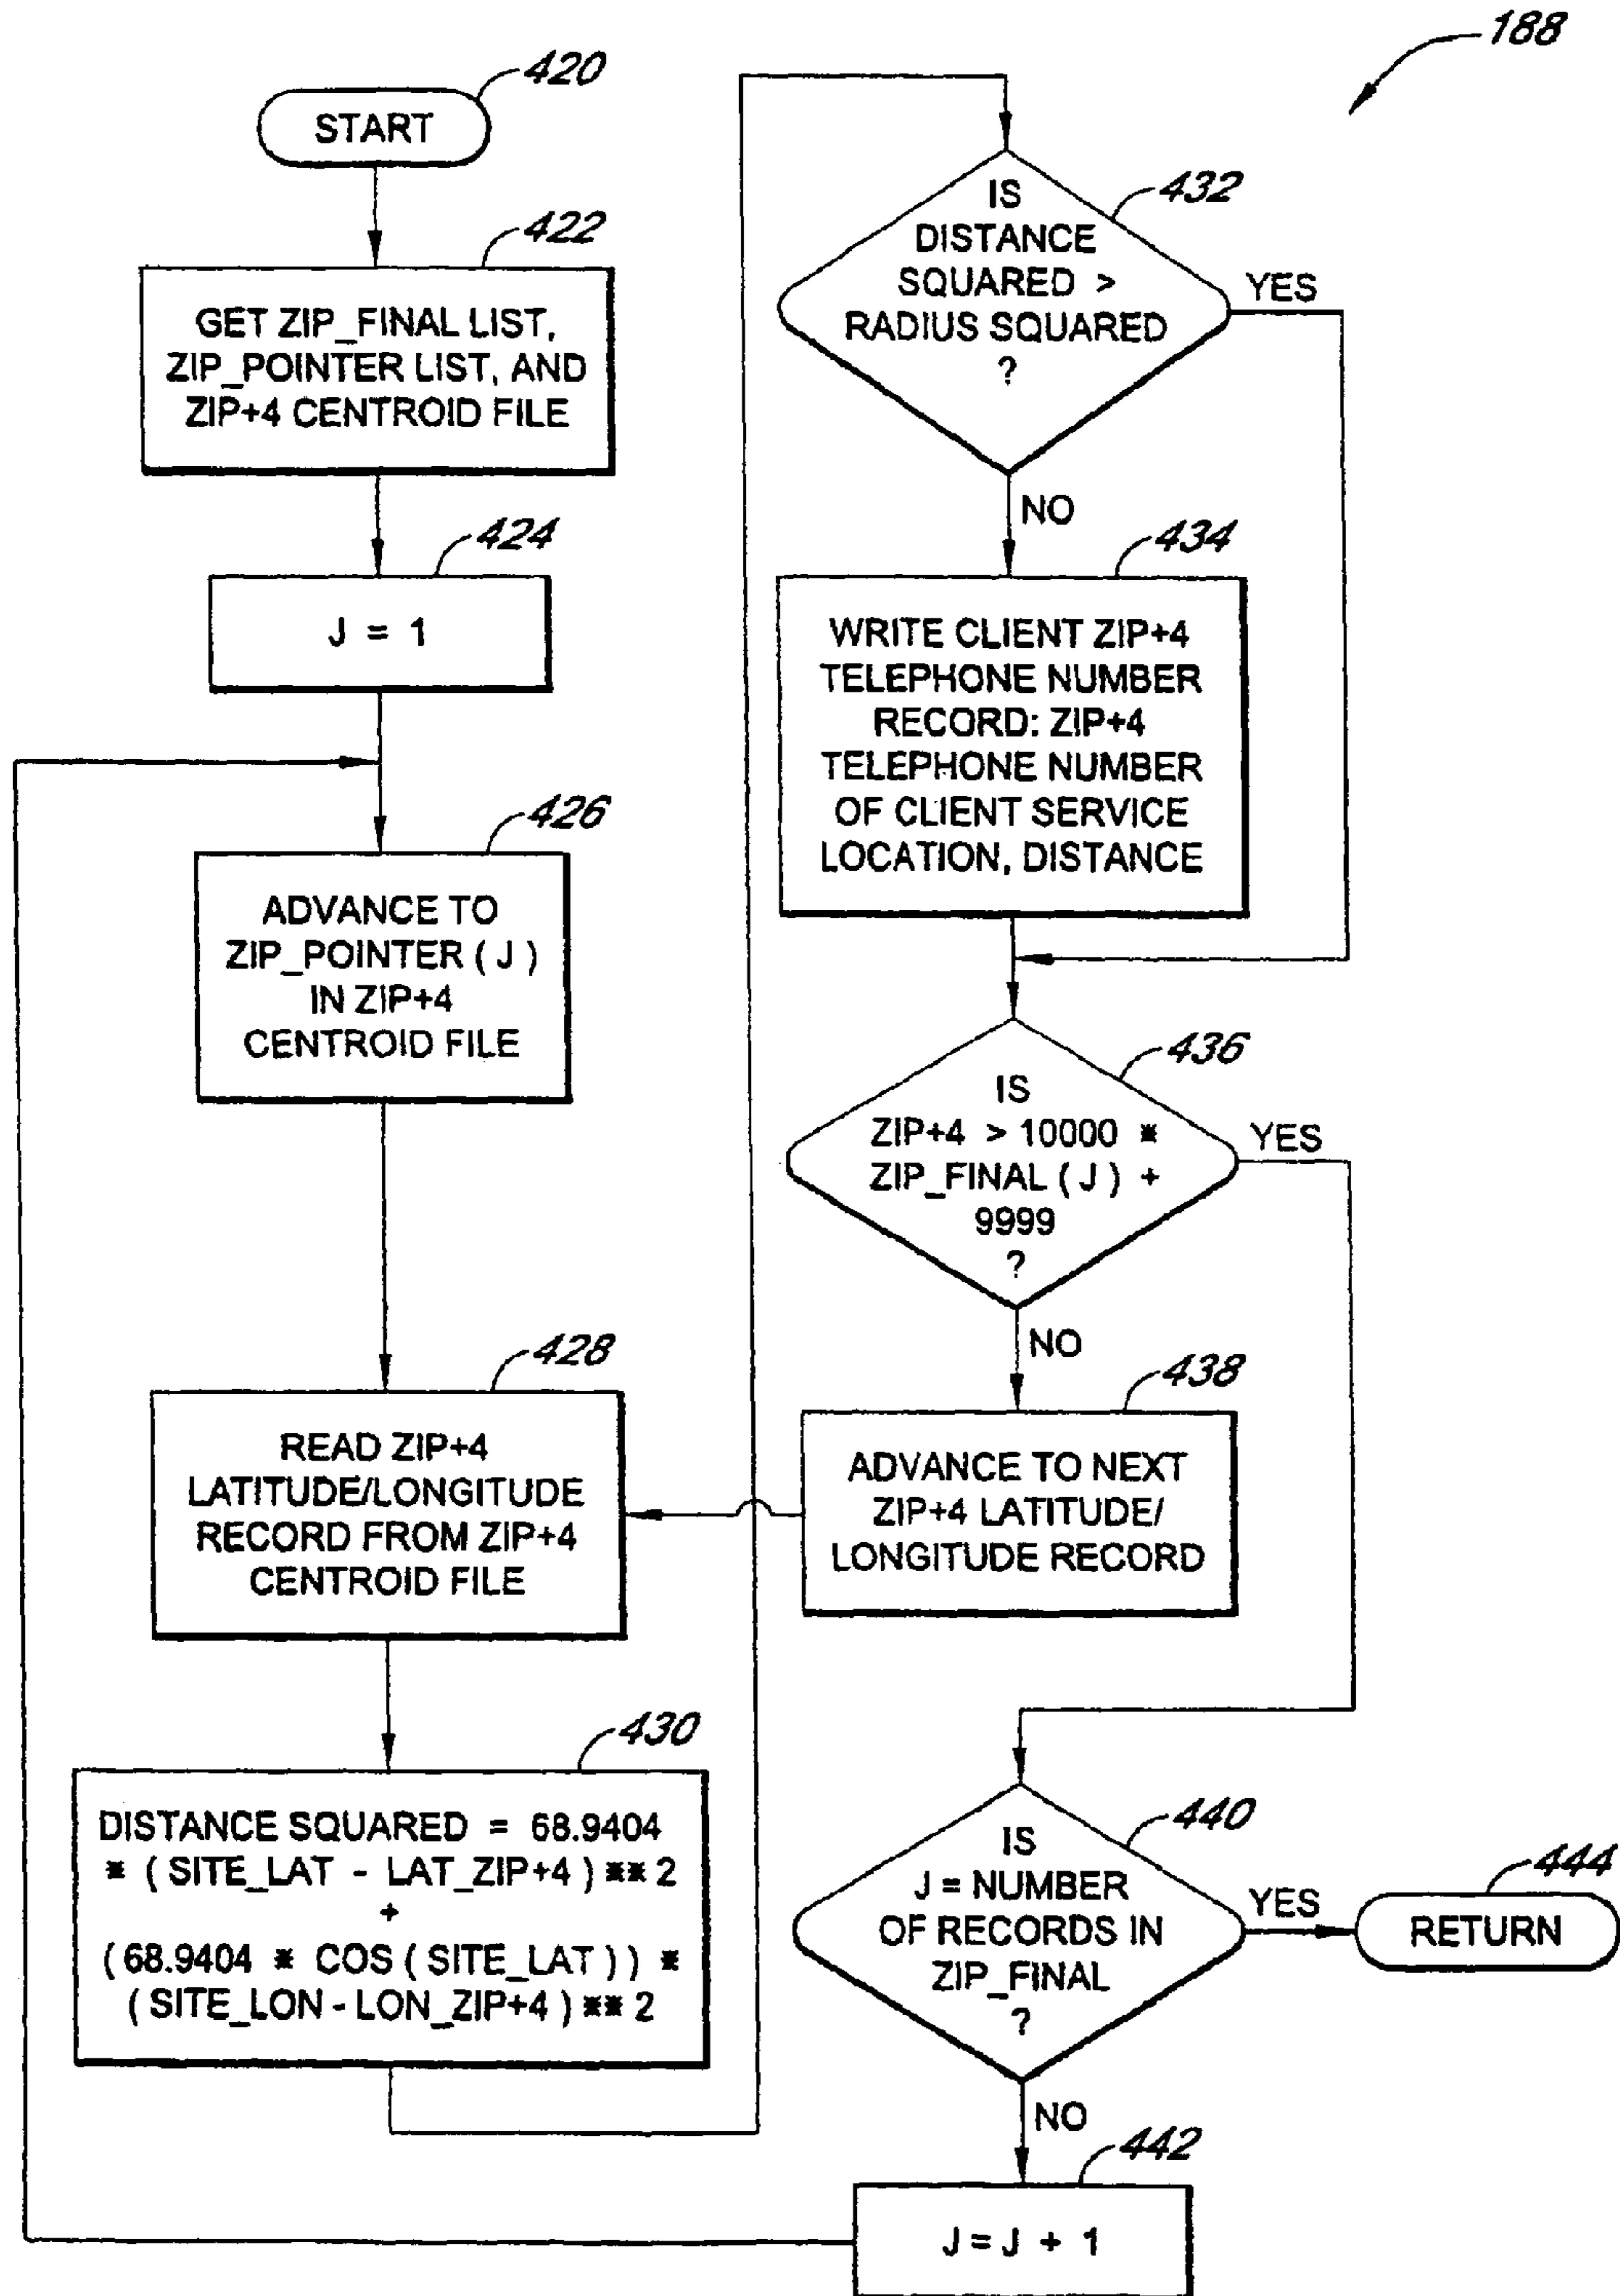 188
420
START
422
GET ZIP_FINAL LIST,
ZIP_POINTER LIST, AND
ZIP+4 CENTROID FILE
424
J = 1
426
ADVANCE TO
ZIP_POINTER ( J )
IN ZIP+4
CENTROID FILE
428
READ ZIP+4
LATITUDE/LONGITUDE
RECORD FROM ZIP+4
CENTROID FILE
430
DISTANCE SQUARED = 68.9404
* ( SITE_LAT - LAT_ZIP+4 ) ** 2
+
( 68.9404 * COS ( SITE_LAT ) ) *
( SITE_LON - LON_ZIP+4 ) ** 2
432
IS
DISTANCE
SQUARED >
RADIUS SQUARED
?
YES
NO
434
WRITE CLIENT ZIP+4
TELEPHONE NUMBER
RECORD: ZIP+4
TELEPHONE NUMBER
OF CLIENT SERVICE
LOCATION, DISTANCE
436
IS
ZIP+4 > 10000 *
ZIP_FINAL ( J ) +
9999
?
YES
NO
438
ADVANCE TO NEXT
ZIP+4 LATITUDE/
LONGITUDE RECORD
440
IS
J = NUMBER
OF RECORDS IN
ZIP_FINAL
?
YES
444
RETURN
NO
442
J = J + 1